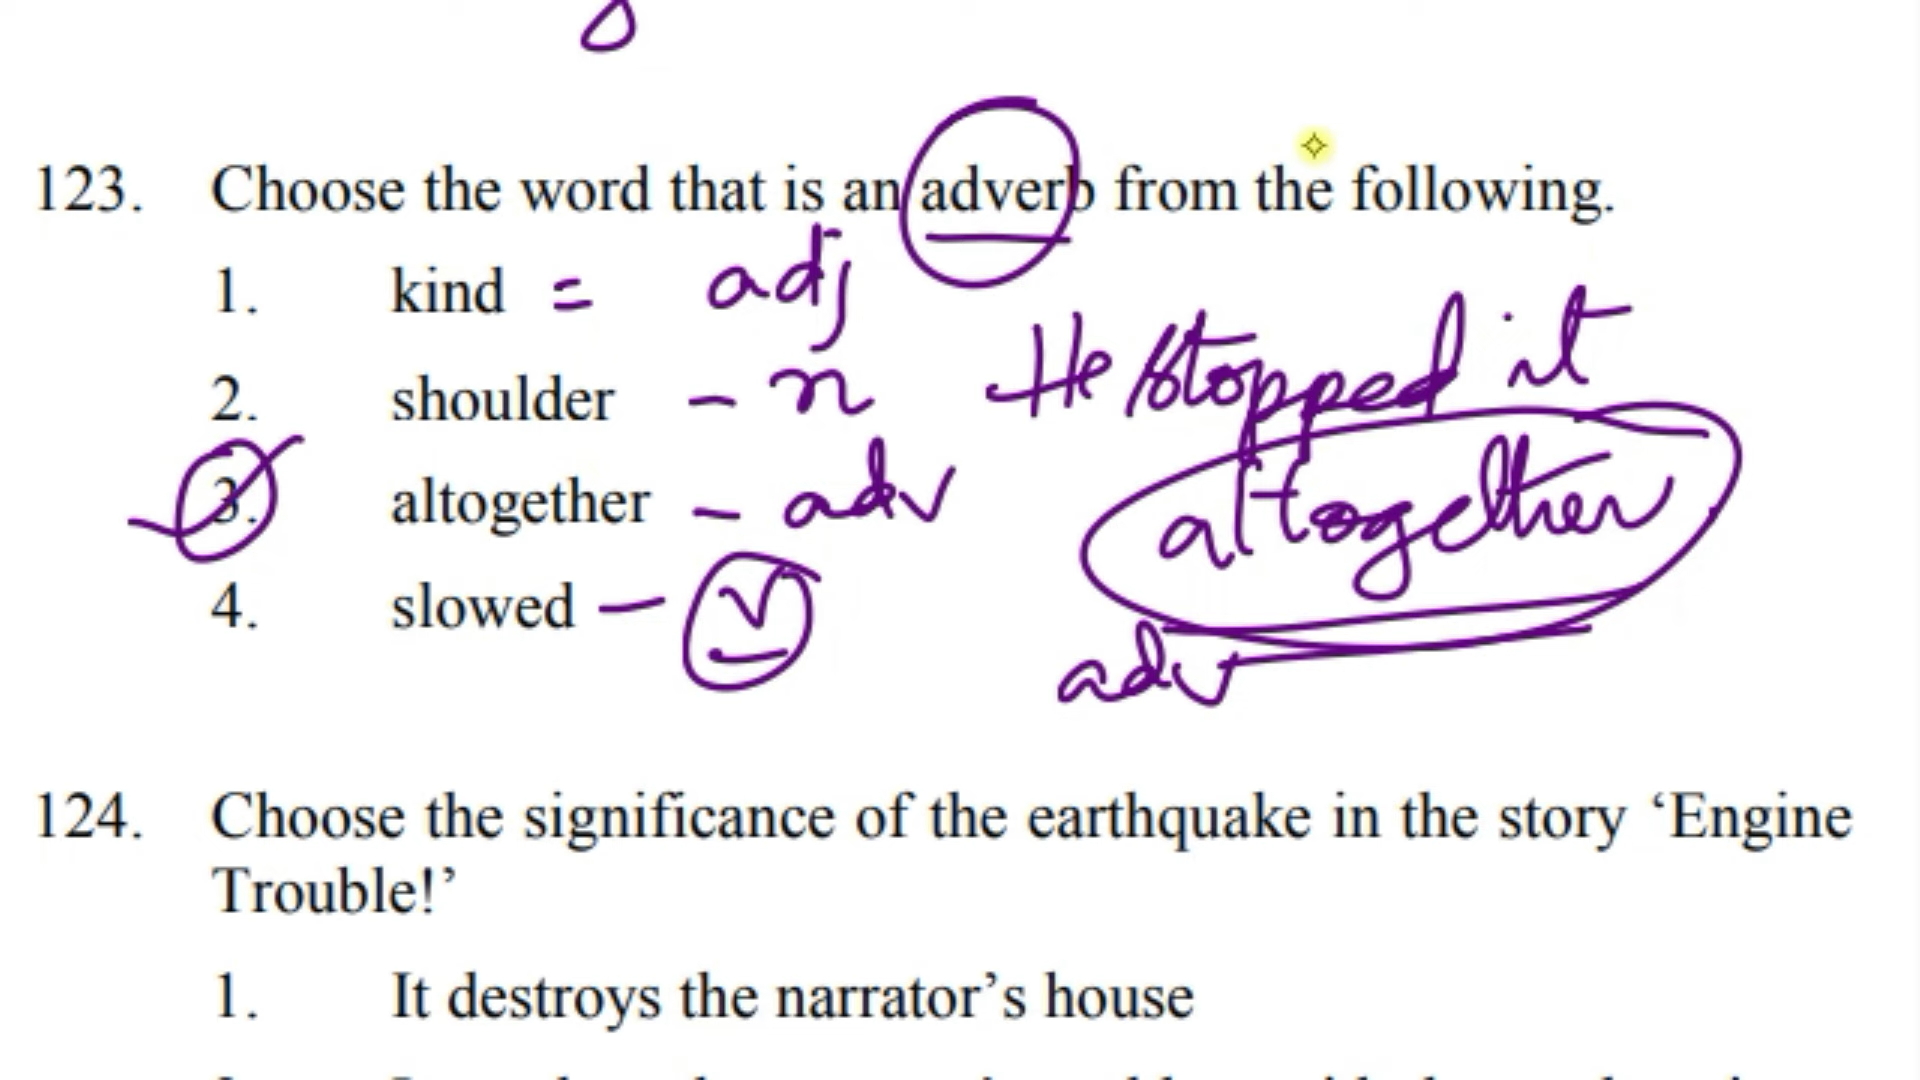 123. Choose the word that is an adverb from the following.
1. kind = adj
2. shoulder - n He stopped it
3. altogether - adv altogether
4. slowed - v
adv
124. Choose the significance of the earthquake in the story ‘Engine
Trouble!’
1. It destroys the narrator’s house